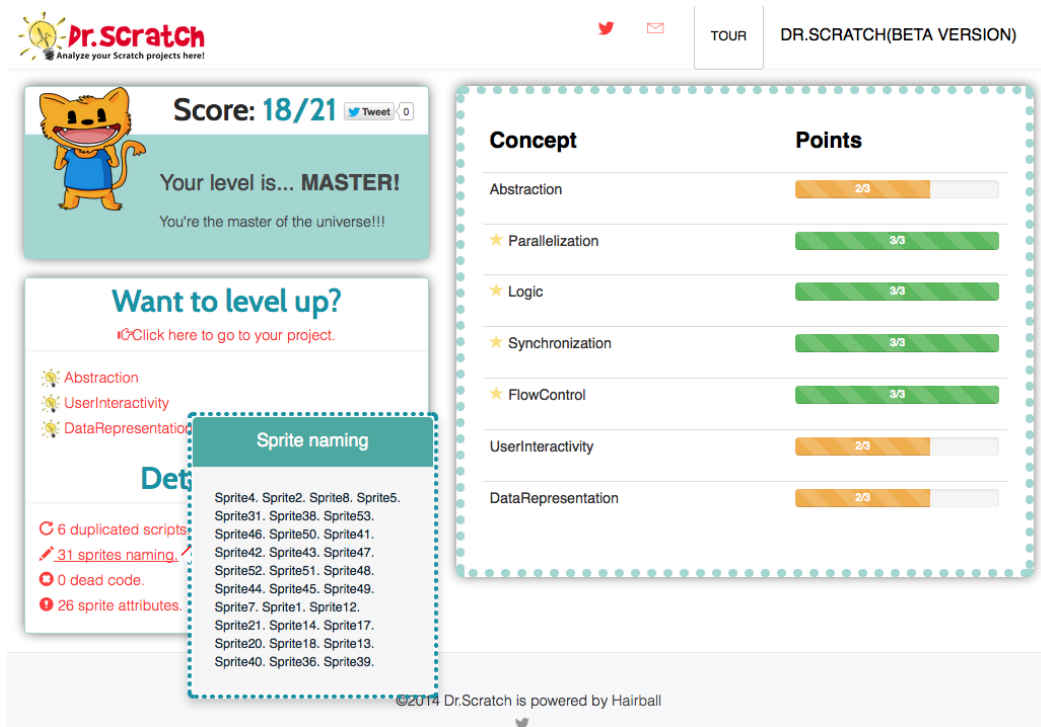 Dr.Scratch
Analyze your Scratch projects here!
TOUR
DR.SCRATCH(BETA VERSION)
Score: 18/21
Tweet
0
Your level is... MASTER!
You're the master of the universe!!!
Want to level up?
Click here to go to your project.
Abstraction
UserInteractivity
DataRepresentation
Det
6 duplicated scripts
31 sprites naming.
0 dead code.
26 sprite attributes.
Sprite naming
Sprite4. Sprite2. Sprite8. Sprite5.
Sprite31. Sprite38. Sprite53.
Sprite46. Sprite50. Sprite41.
Sprite42. Sprite43. Sprite47.
Sprite52. Sprite51. Sprite48.
Sprite44. Sprite45. Sprite49.
Sprite7. Sprite1. Sprite12.
Sprite21. Sprite14. Sprite17.
Sprite20. Sprite18. Sprite13.
Sprite40. Sprite36. Sprite39.
Concept Points
Abstraction 2/3
Parallelization 3/3
Logic 3/3
Synchronization 3/3
FlowControl 3/3
UserInteractivity 2/3
DataRepresentation 2/3
©2014 Dr.Scratch is powered by Hairball